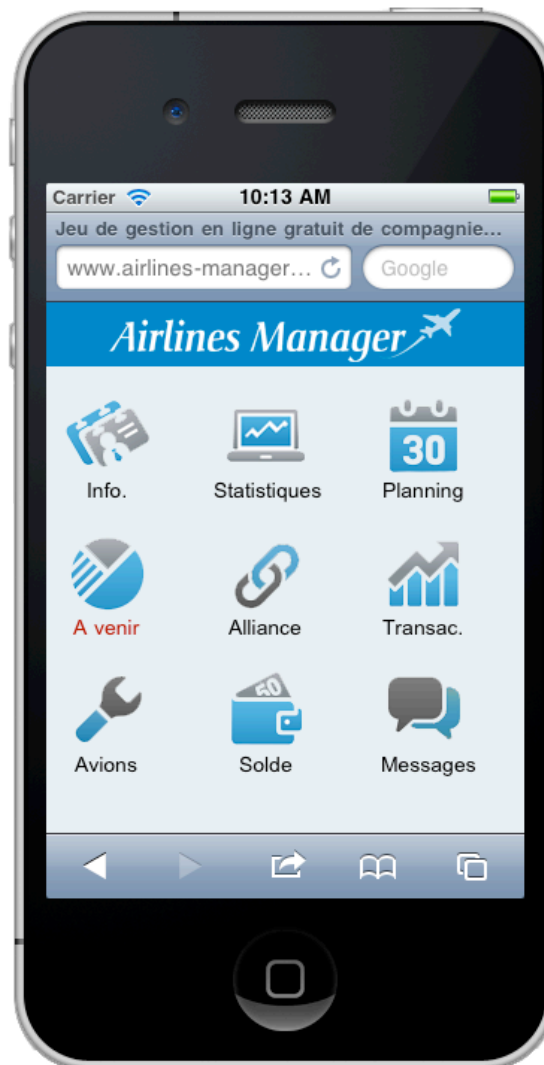 Carrier 10:13 AM
Jeu de gestion en ligne gratuit de compagnie...
www.airlines-manager... Google
Airlines Manager
30
Info. Statistiques Planning
A venir Alliance Transac.
50
Avions Solde Messages